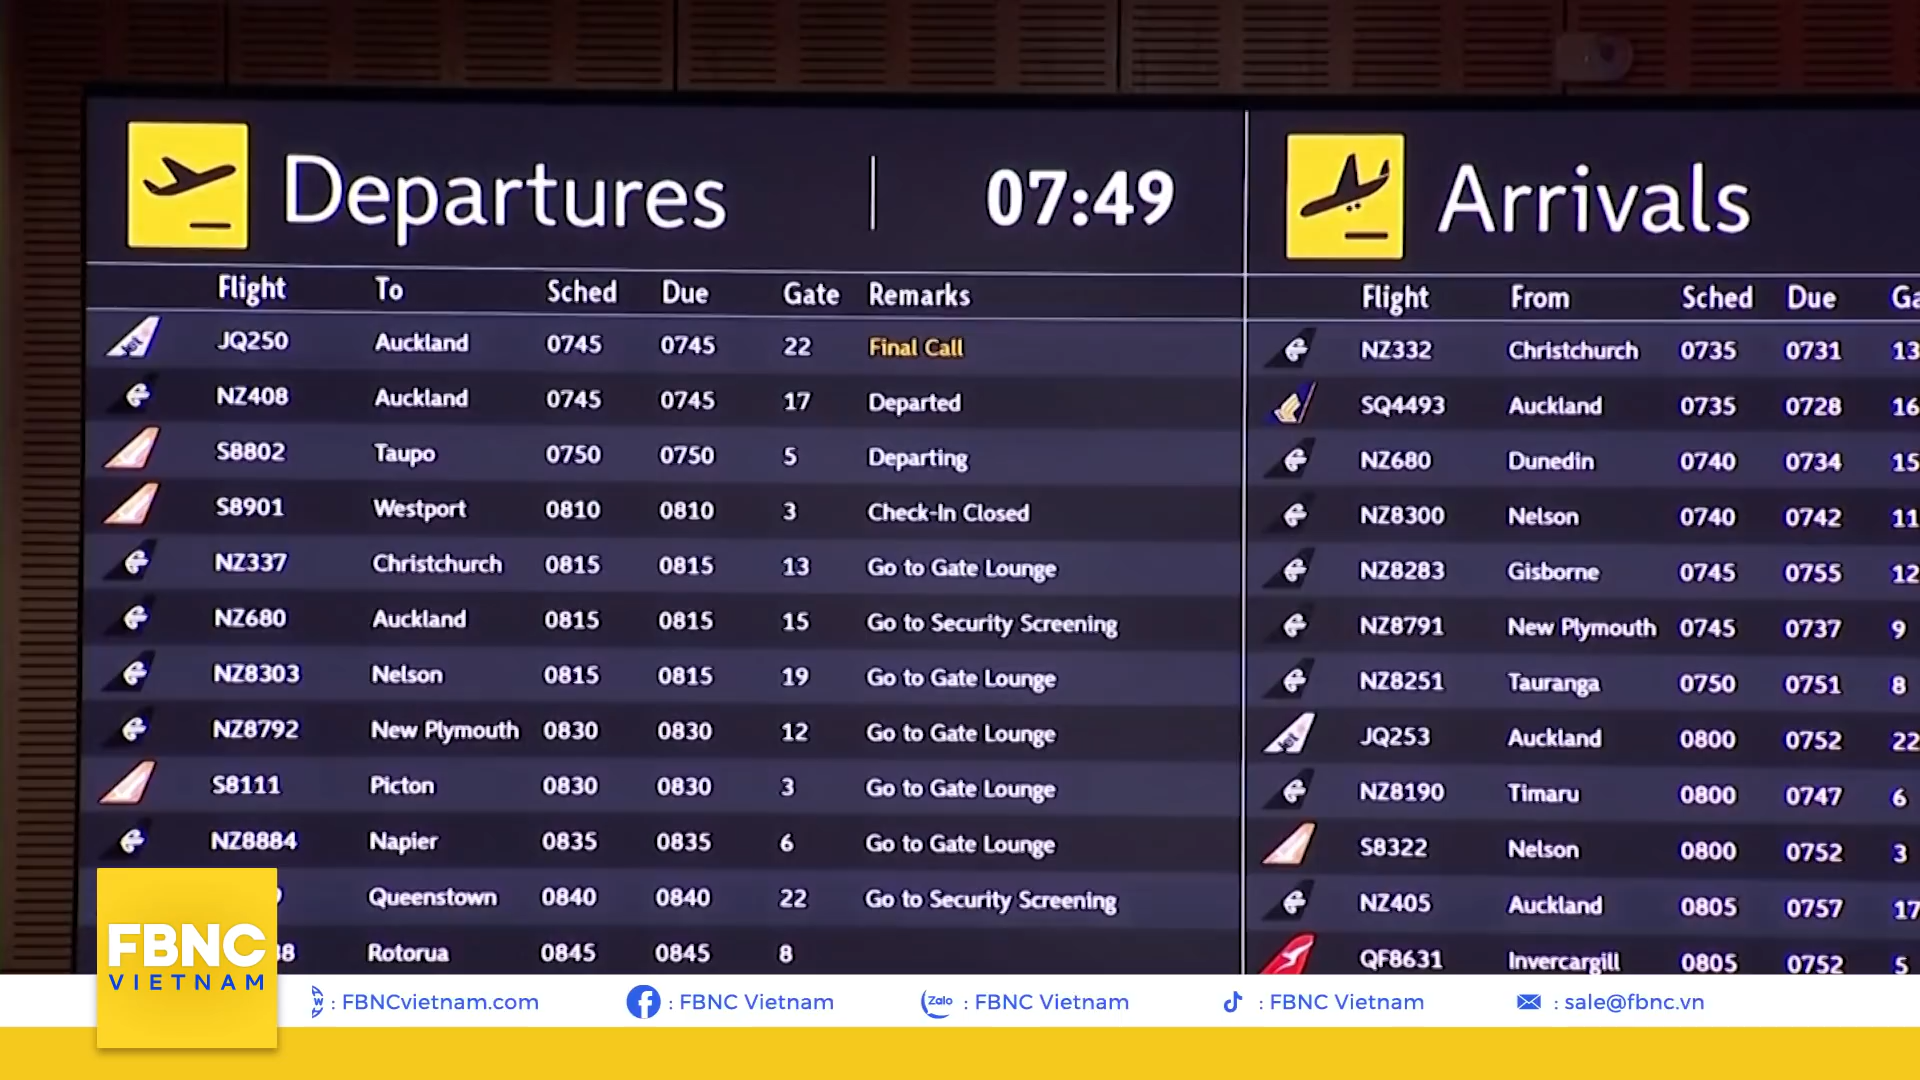 Departures 07:49
Flight To Sched Due Gate Remarks
JQ250 Auckland 0745 0745 22 Final Call
NZ408 Auckland 0745 0745 17 Departed
S8802 Taupo 0750 0750 5 Departing
S8901 Westport 0810 0810 3 Check-In Closed
NZ337 Christchurch 0815 0815 13 Go to Gate Lounge
NZ680 Auckland 0815 0815 15 Go to Security Screening
NZ8303 Nelson 0815 0815 19 Go to Gate Lounge
NZ8792 New Plymouth 0830 0830 12 Go to Gate Lounge
S8111 Picton 0830 0830 3 Go to Gate Lounge
NZ8884 Napier 0835 0835 6 Go to Gate Lounge
Queenstown 0840 0840 22 Go to Security Screening
Rotorua 0845 0845 8
Arrivals
Flight From Sched Due
NZ332 Christchurch 0735 0731 13
SQ4493 Auckland 0735 0728 16
NZ680 Dunedin 0740 0734 15
NZ8300 Nelson 0740 0742 11
NZ8283 Gisborne 0745 0755 12
NZ8791 New Plymouth 0745 0737 9
NZ8251 Tauranga 0750 0751 8
JQ253 Auckland 0800 0752 22
NZ8190 Timaru 0800 0747 6
S8322 Nelson 0800 0752 3
NZ405 Auckland 0805 0757 17
QF8631 Invercargill 0805 0752 5
FBNC
VIETNAM
: FBNCvietnam.com : FBNC Vietnam Zalo : FBNC Vietnam : FBNC Vietnam : sale@fbnc.vn